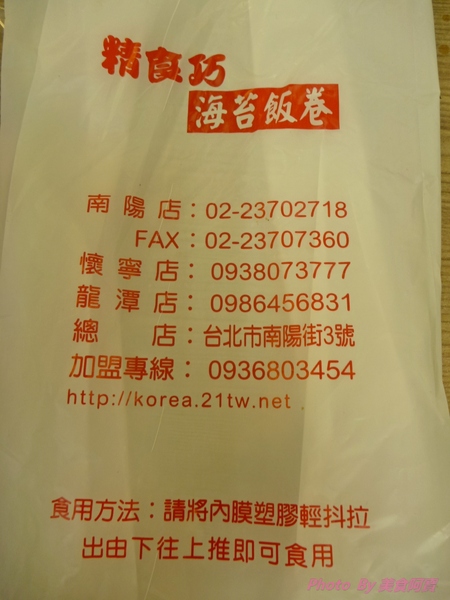 精食巧
海苔飯卷
南陽店：02-23702718
FAX：02-23707360
懷寧店：0938073777
龍潭店：0986456831
總店：台北市南陽街3號
加盟專線：0936803454
http://korea.21tw.net
食用方法：請將內膜塑膠輕抖拉
出由下往上推即可食用
Photo By